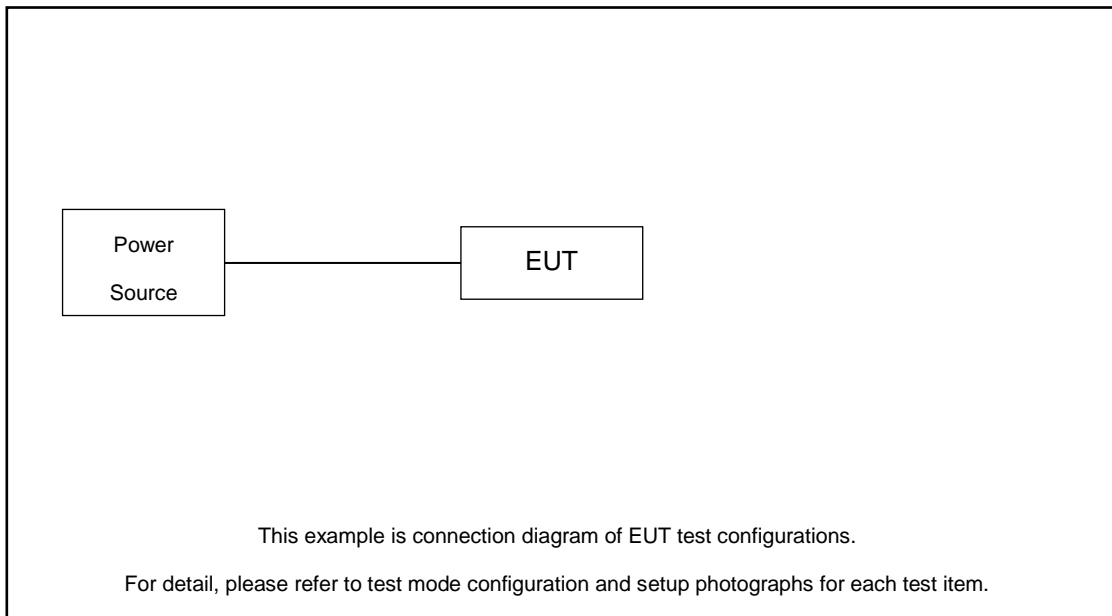 Power
Source
EUT
This example is connection diagram of EUT test configurations.
For detail, please refer to test mode configuration and setup photographs for each test item.